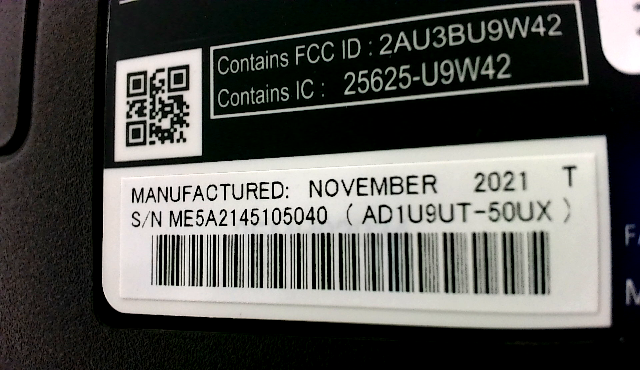 Contains FCC ID : 2AU3BU9W42
Contains IC : 25625-U9W42
MANUFACTURED: NOVEMBER 2021 T
S/N ME5A2145105040 ( AD1U9UT-50UX )